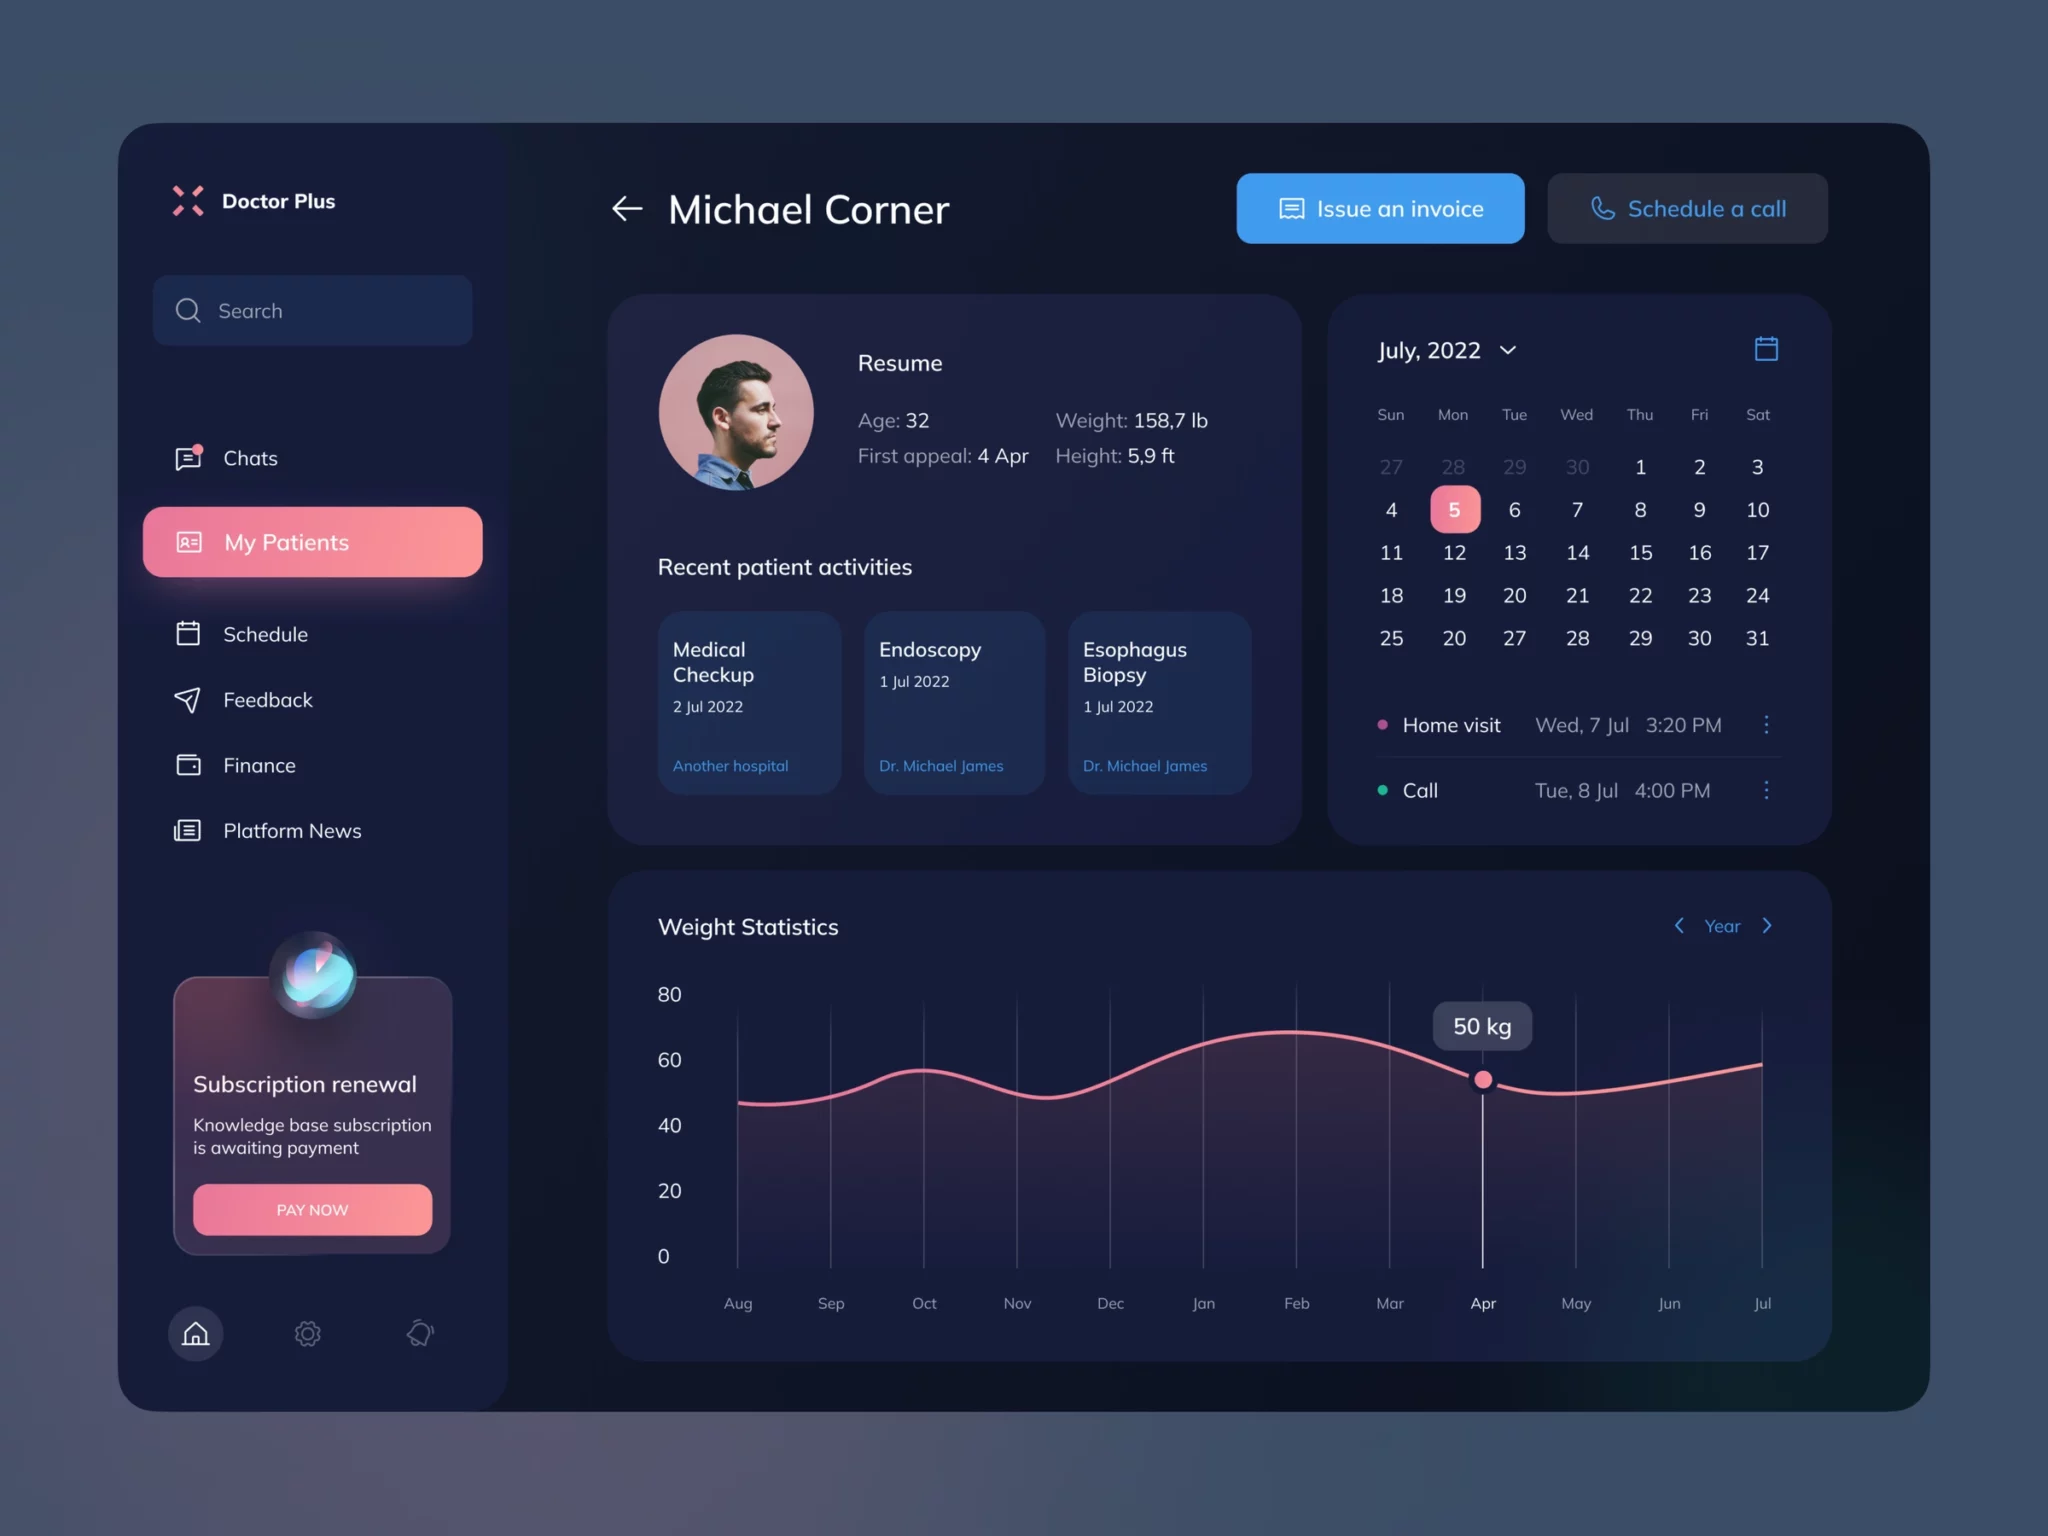 Doctor Plus
Search
Chats
My Patients
Schedule
Feedback
Finance
Platform News
Subscription renewal
Knowledge base subscription
is awaiting payment
PAY NOW
Michael Corner
Issue an invoice
Schedule a call
Resume
Age: 32 Weight: 158,7 lb
First appeal: 4 Apr Height: 5,9 ft
Recent patient activities
Medical
Checkup
2 Jul 2022
Another hospital
Endoscopy
1 Jul 2022
Dr. Michael James
Esophagus
Biopsy
1 Jul 2022
Dr. Michael James
July, 2022
Sun Mon Tue Wed Thu Fri Sat
27 28 29 30 1 2 3
4 5 6 7 8 9 10
11 12 13 14 15 16 17
18 19 20 21 22 23 24
25 20 27 28 29 30 31
Home visit Wed, 7 Jul 3:20 PM
Call Tue, 8 Jul 4:00 PM
Weight Statistics
Year
80
60
40
20
0
50 kg
Aug Sep Oct Nov Dec Jan Feb Mar Apr May Jun Jul